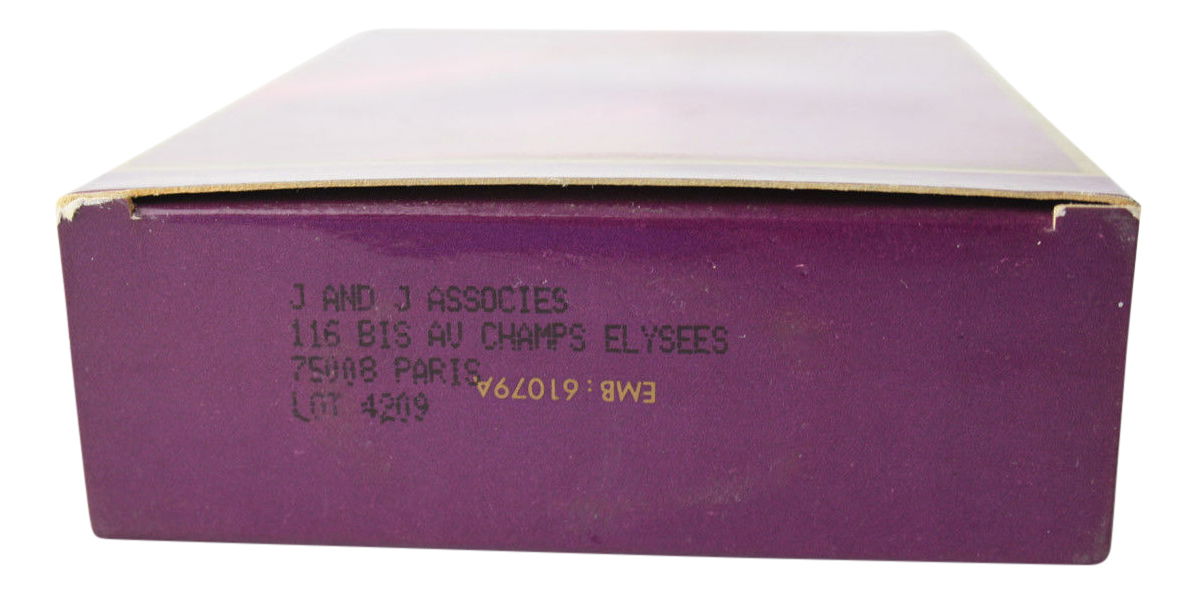 J AND J ASSOCIES
116 BIS AV CHAMPS ELYSEES
75008 PARIS
LOT 4209
EMB: 61079A